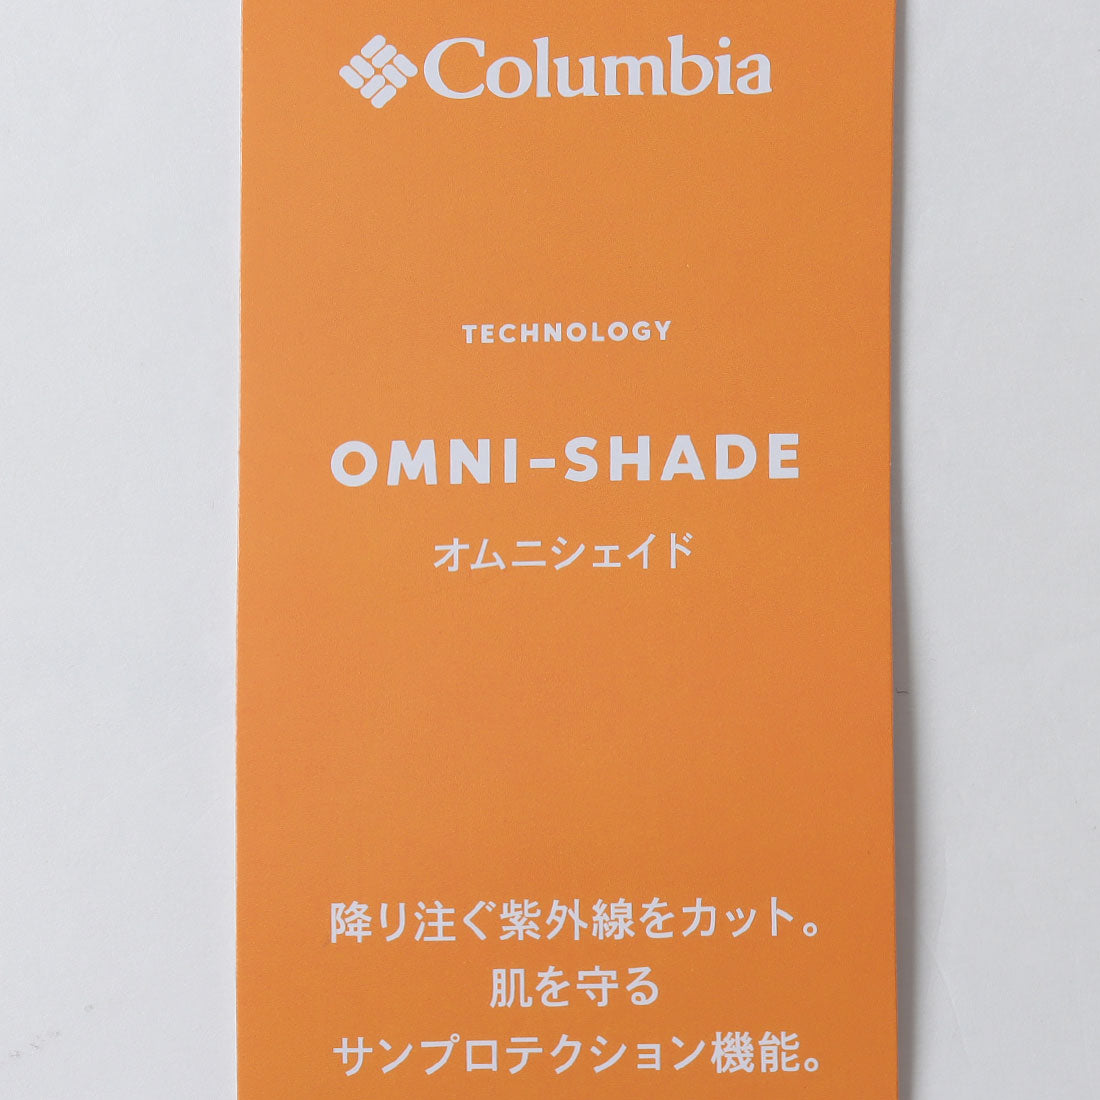 Columbia
TECHNOLOGY
OMNI-SHADE
オムニシェイド
降り注ぐ紫外線をカット。
肌を守る
サンプロテクション機能。